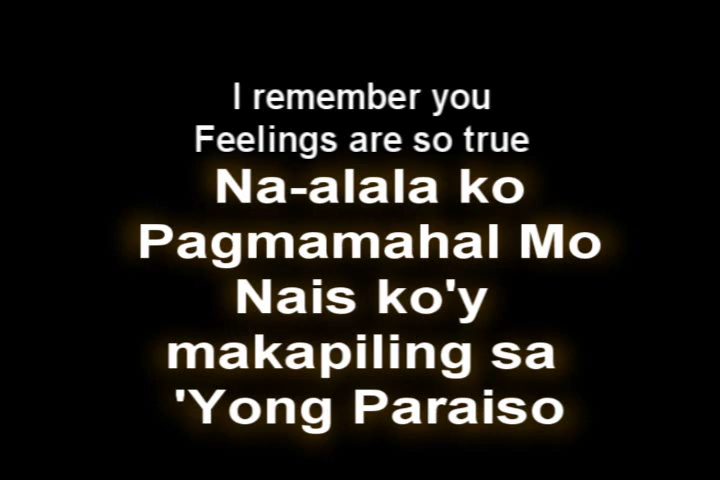 I remember you
Feelings are so true
Na-alala ko
Pagmamahal Mo
Nais ko'y
makapiling sa
'Yong Paraiso